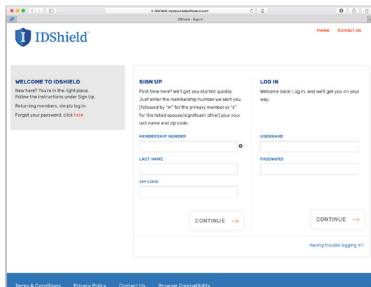 IDShield - Sign In
IDShield
Home
Contact Us
WELCOME TO IDSHIELD
New here? You're in the right place.
Follow the instructions under Sign Up.
Returning members, simply log in.
Forgot your password, click here
SIGN UP
First time here? We'll get you started quickly.
Just enter the membership number we sent you
(followed by "m" for the primary member or "s"
for the listed spouse/significant other) plus your
last name and zip code
MEMBERSHIP NUMBER
LAST NAME
ZIP CODE
CONTINUE →
LOG IN
Welcome back! Log in, and we'll get you on your
way.
USERNAME
PASSWORD
CONTINUE →
Having trouble logging in?
Terms & Conditions
Privacy Policy
Contact Us
Browser Compatibility